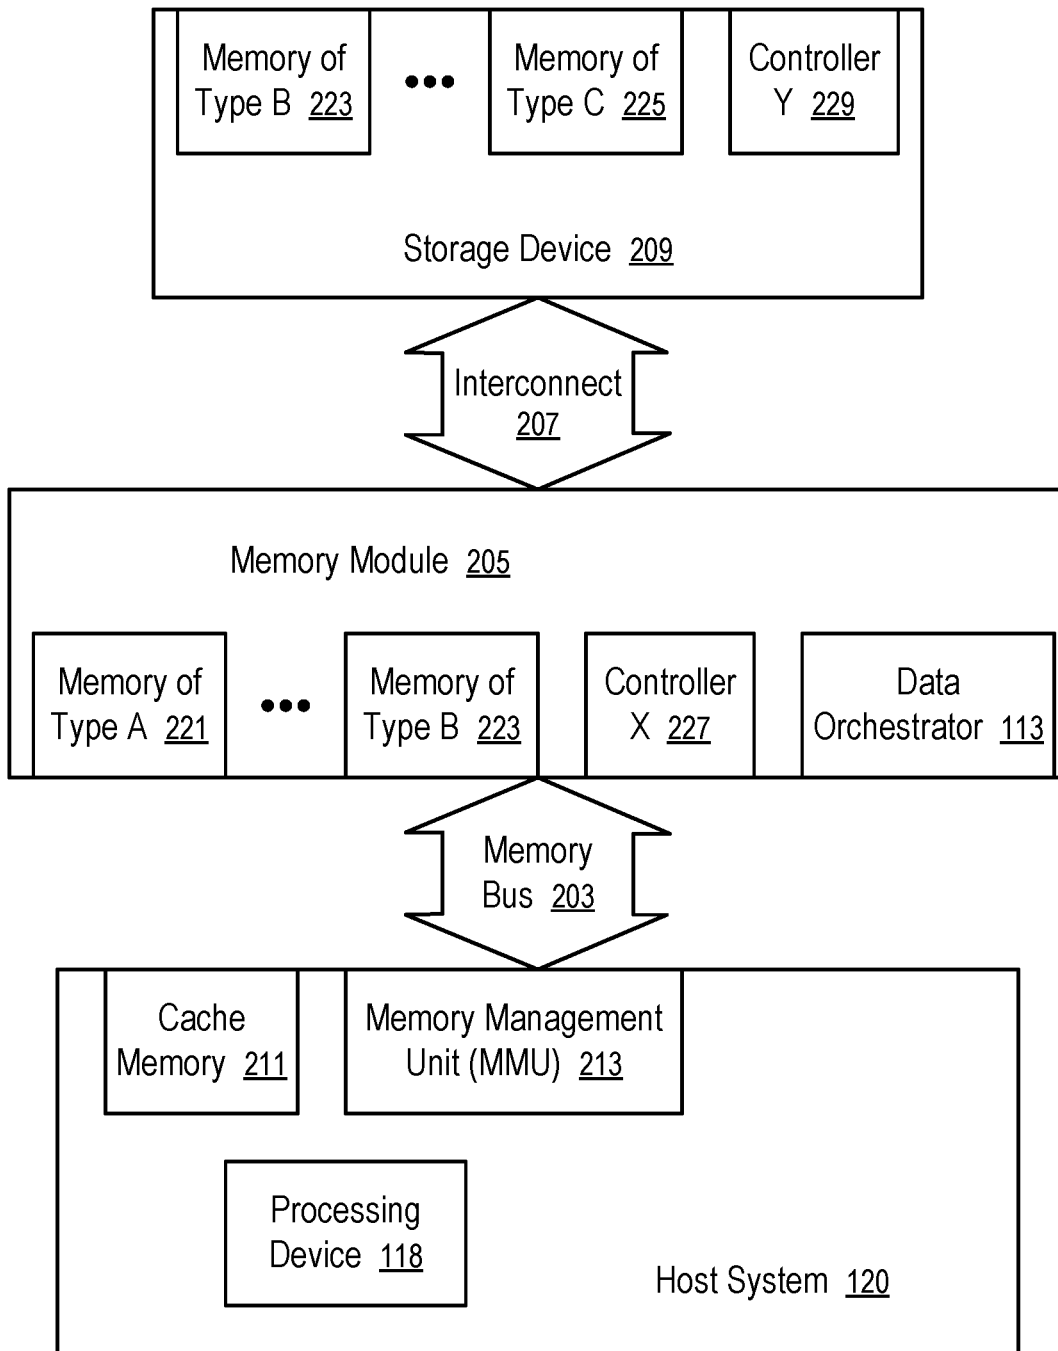 Memory of
Type B 223
Memory of
Type C 225
Controller
Y 229
Storage Device 209
Interconnect
207
Memory Module 205
Memory of
Type A 221
Memory of
Type B 223
Controller
X 227
Data
Orchestrator 113
Memory
Bus 203
Cache
Memory 211
Memory Management
Unit (MMU) 213
Processing
Device 118
Host System 120